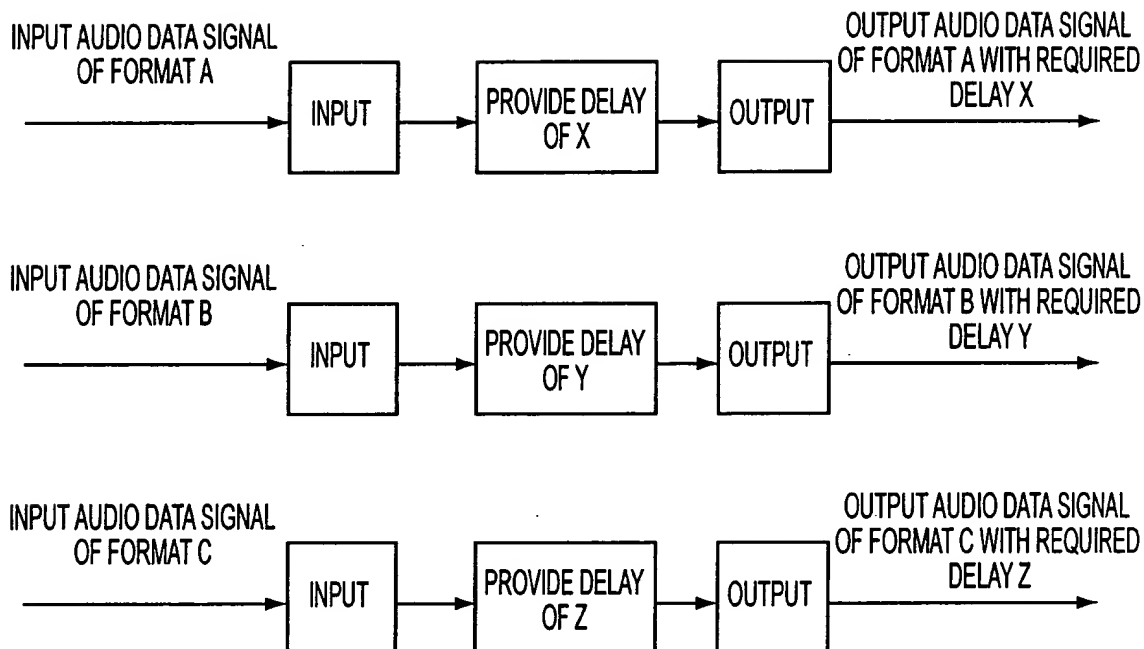 INPUT AUDIO DATA SIGNAL
OF FORMAT A
INPUT
PROVIDE DELAY
OF X
OUTPUT
OUTPUT AUDIO DATA SIGNAL
OF FORMAT A WITH REQUIRED
DELAY X
INPUT AUDIO DATA SIGNAL
OF FORMAT B
INPUT
PROVIDE DELAY
OF Y
OUTPUT
OUTPUT AUDIO DATA SIGNAL
OF FORMAT B WITH REQUIRED
DELAY Y
INPUT AUDIO DATA SIGNAL
OF FORMAT C
INPUT
PROVIDE DELAY
OF Z
OUTPUT
OUTPUT AUDIO DATA SIGNAL
OF FORMAT C WITH REQUIRED
DELAY Z